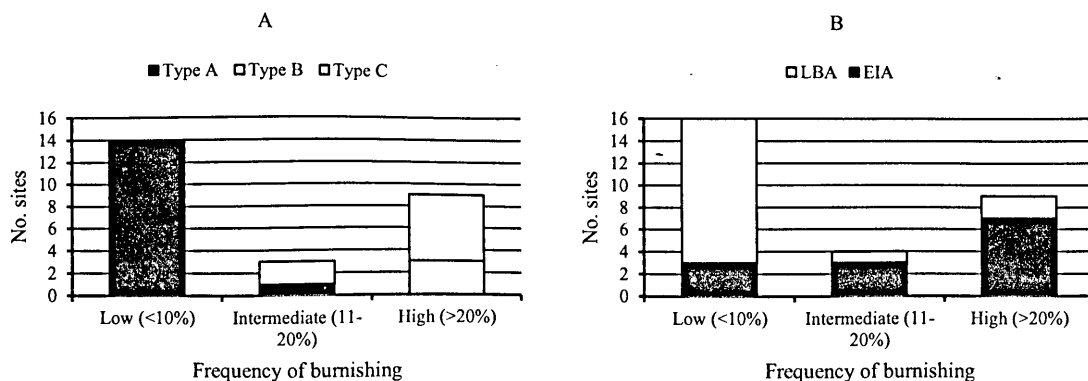 A
Type A Type B Type C
No. sites
16
14
12
10
8
6
4
2
0
Low (<10%) Intermediate (11-
20%) High (>20%)
Frequency of burnishing
B
LBA EIA
No. sites
16
14
12
10
8
6
4
2
0
Low (<10%) Intermediate (11-
20%) High (>20%)
Frequency of burnishing